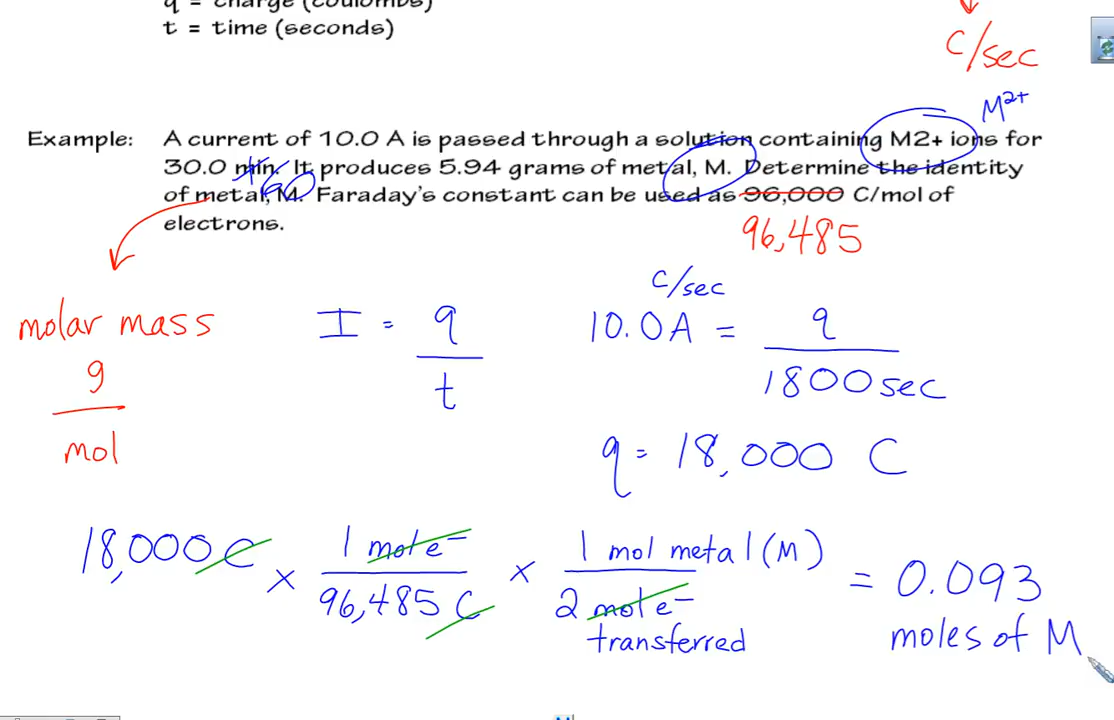 q = charge (coulombs)
t = time (seconds)
C/sec
M2+
Example: A current of 10.0 A is passed through a solution containing M2+ ions for
30.0 min. It produces 5.94 grams of metal, M. Determine the identity
x 60
of metal, M. Faraday's constant can be used as 96,000 C/mol of
electrons.
96,485
molar mass
g
mol
I = q
t
C/sec
10.0A = q
1800 sec
q = 18,000 C
18,000 C × 1 mol e- × 1 mol metal (M) = 0.093
96,485 C 2 mol e- moles of M
transferred